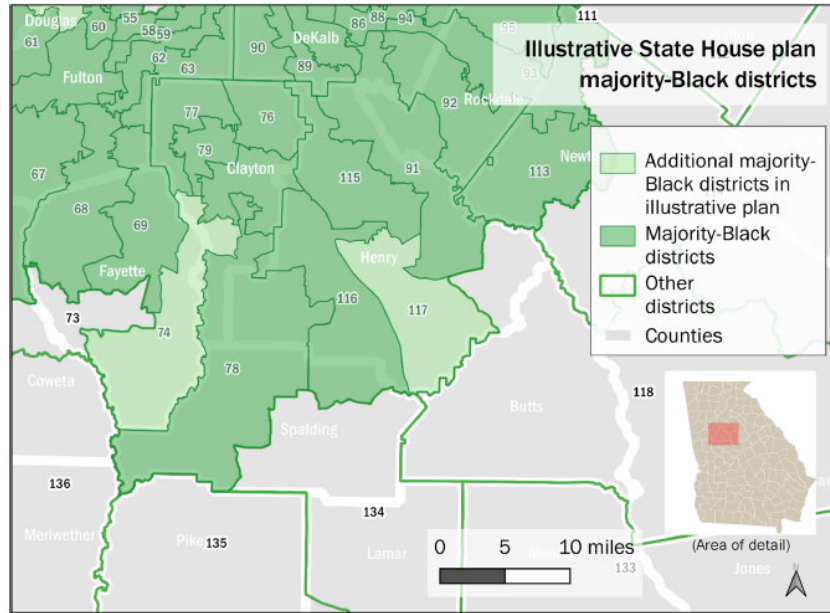 Illustrative State House plan
majority-Black districts
Additional majority-
Black districts in
illustrative plan
Majority-Black
districts
Other
districts
Counties
Douglas
60
55
58
59
61
62
Fulton
63
90
DeKalb
89
86
88
94
95
111
93
92
Rockdale
77
76
79
Clayton
91
115
113
67
68
69
Fayette
Henry
73
74
116
117
78
Coweta
118
Butts
Spalding
136
134
135
Meriwether
Pike
Lamar
133
Jones
0 5 10 miles
(Area of detail)
N